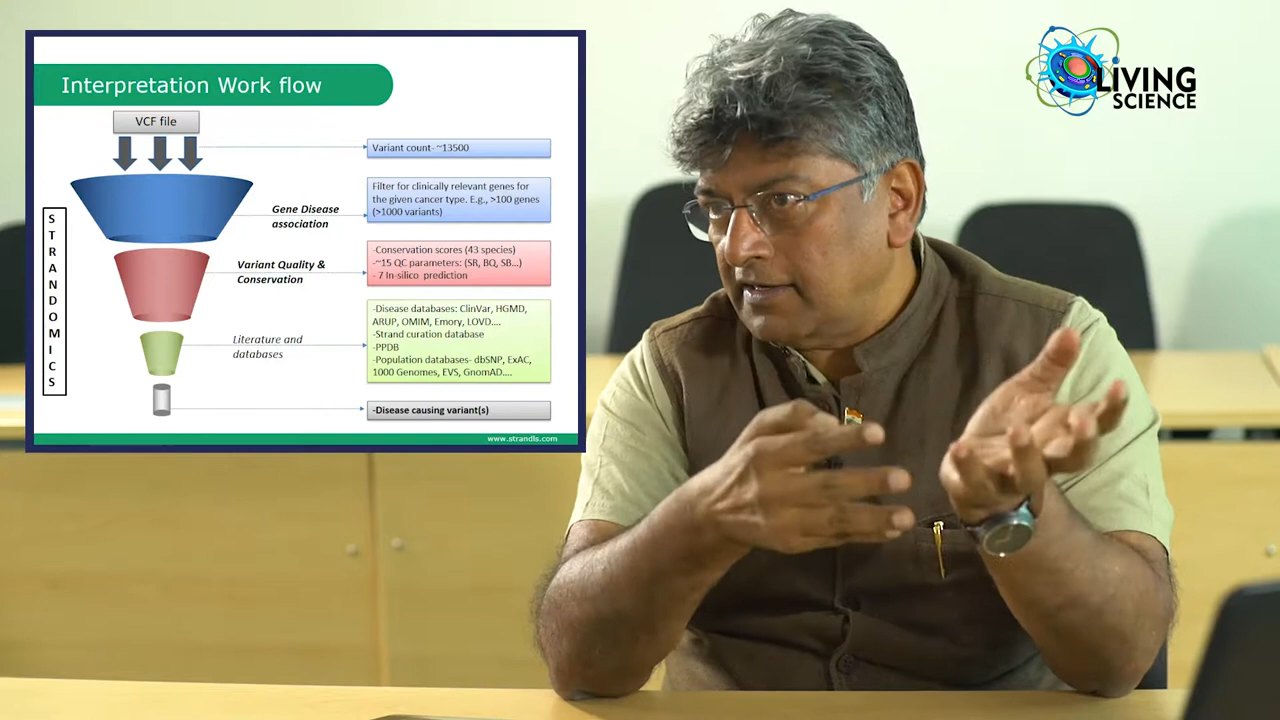 Interpretation Work flow
VCF file
Variant count- ~13500
Filter for clinically relevant genes for
the given cancer type. E.g., >100 genes
(>1000 variants)
Gene Disease
association
-Conservation scores (43 species)
-~15 QC parameters: (SR, BQ, SB...)
- 7 In-silico prediction
Variant Quality &
Conservation
-Disease databases: ClinVar, HGMD,
ARUP, OMIM, Emory, LOVD....
-Strand curation database
-PPDB
-Population databases- dbSNP, ExAC,
1000 Genomes, EVS, GnomAD....
Literature and
databases
-Disease causing variant(s)
STRANDOMICS
www.strandls.com
LIVING
SCIENCE